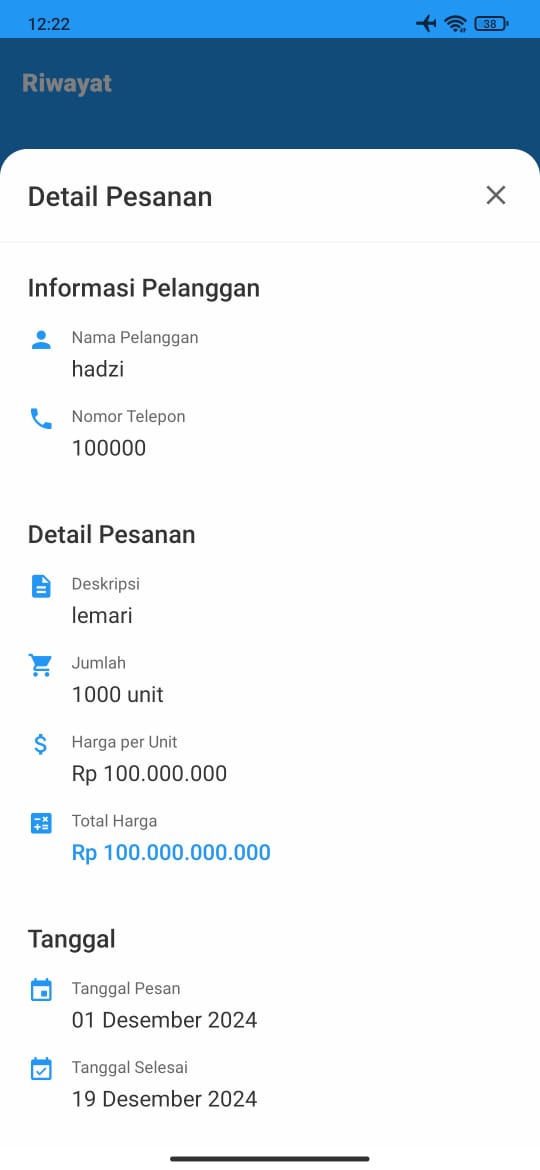 12:22
38
Riwayat
Detail Pesanan
Informasi Pelanggan
Nama Pelanggan
hadzi
Nomor Telepon
100000
Detail Pesanan
Deskripsi
lemari
Jumlah
1000 unit
Harga per Unit
Rp 100.000.000
Total Harga
Rp 100.000.000.000
Tanggal
Tanggal Pesan
01 Desember 2024
Tanggal Selesai
19 Desember 2024